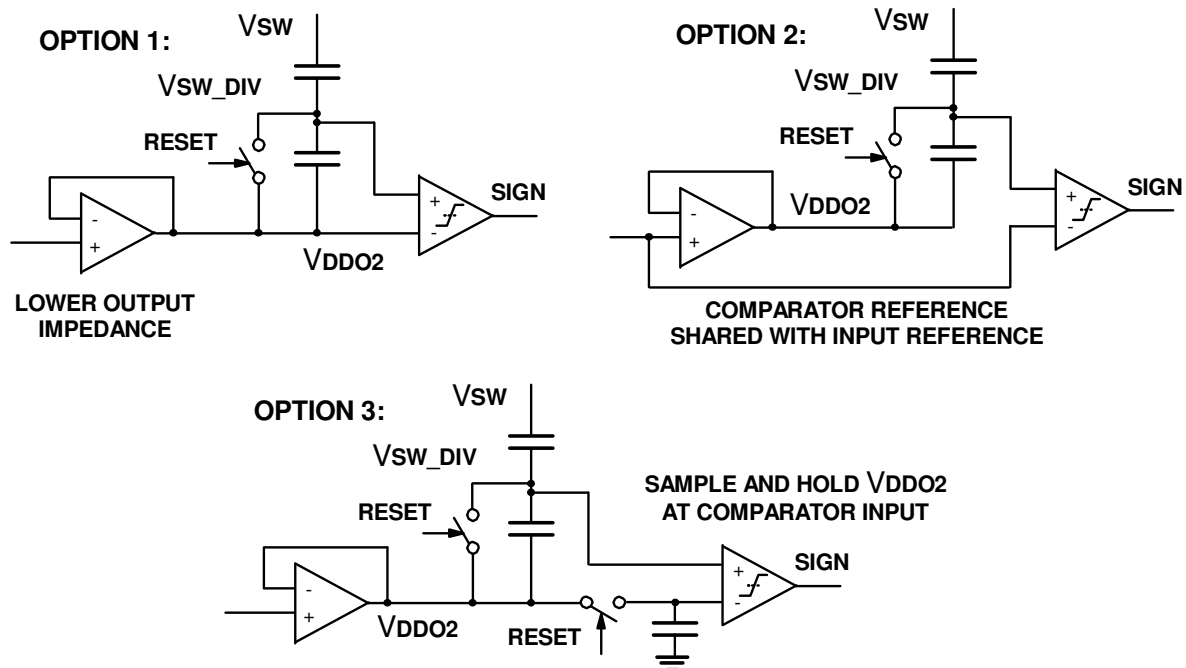 OPTION 1:
VSW
VSW_DIV
RESET
-
+
+
-
SIGN
VDDO2
LOWER OUTPUT
IMPEDANCE
OPTION 2:
VSW
VSW_DIV
RESET
-
+
VDDO2
+
-
SIGN
COMPARATOR REFERENCE
SHARED WITH INPUT REFERENCE
OPTION 3:
VSW
VSW_DIV
RESET
SAMPLE AND HOLD VDDO2
AT COMPARATOR INPUT
-
+
VDDO2
RESET
+
-
SIGN